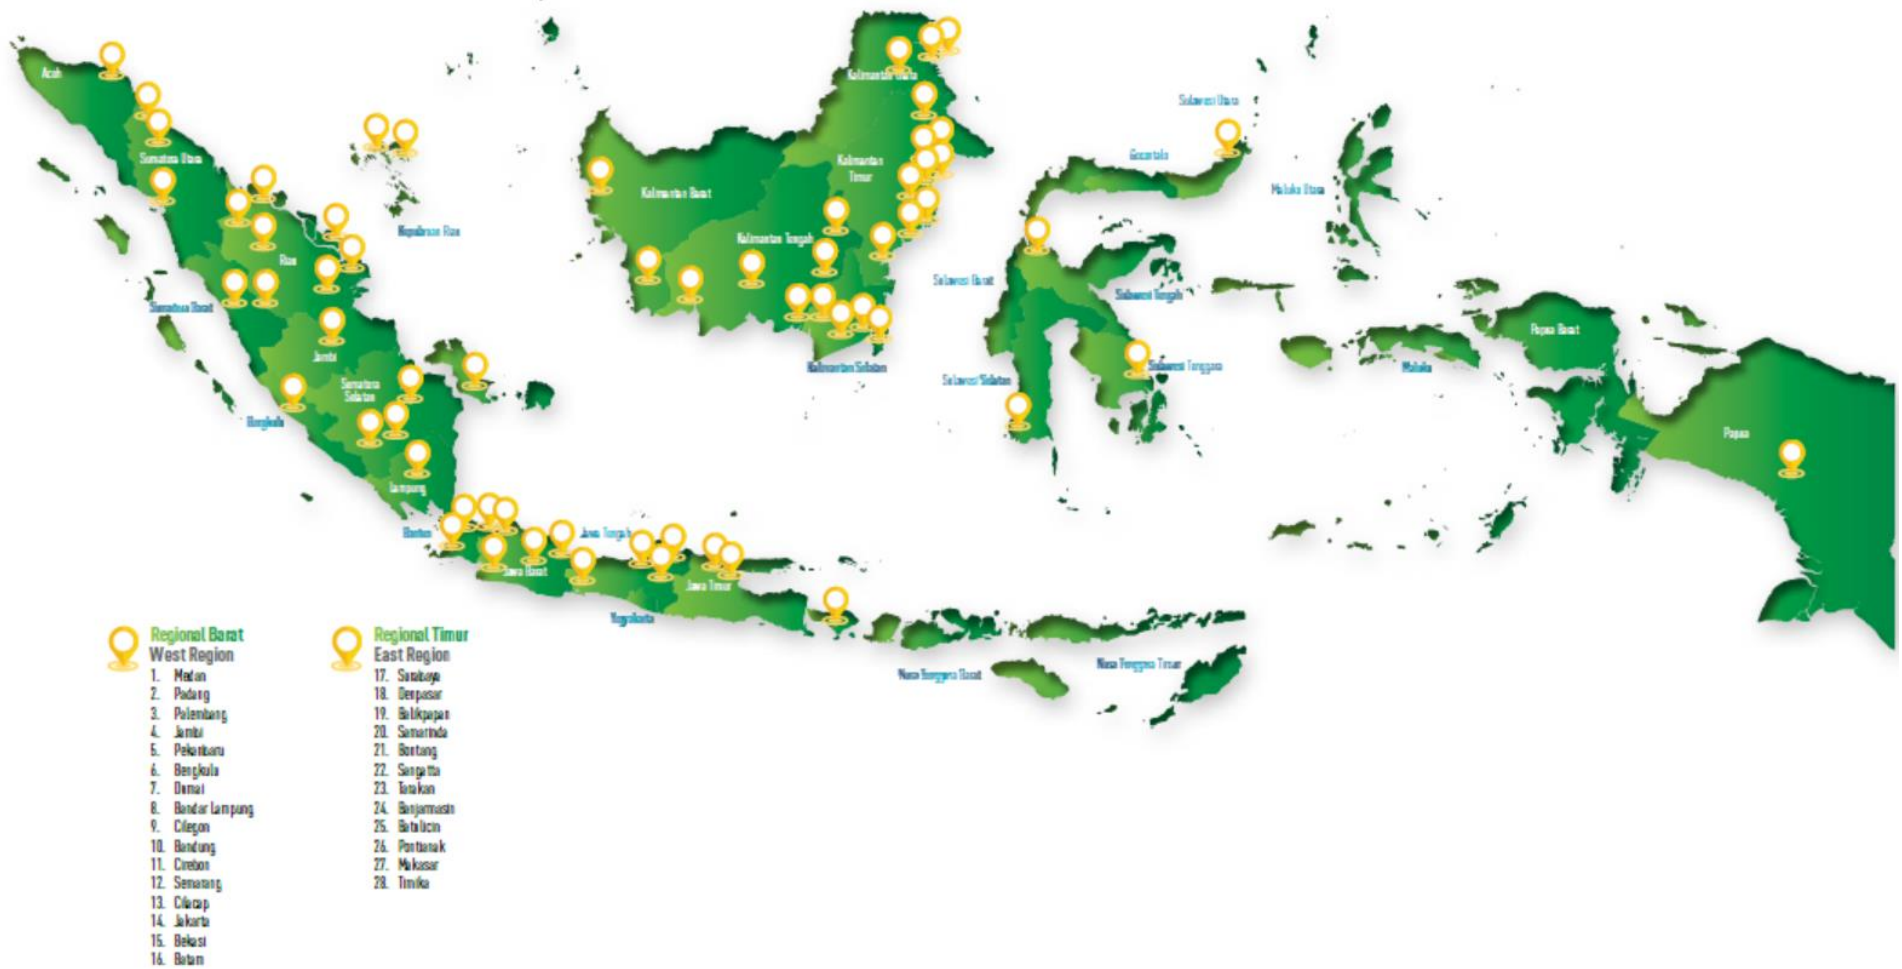 Aceh
Sumatera Utara
Kepulauan Riau
Riau
Sumatera Barat
Jambi
Sumatera
Selatan
Bengkulu
Lampung
Kalimantan Utara
Kalimantan
Timur
Kalimantan Barat
Kalimantan Tengah
Kalimantan Selatan
Sulawesi Utara
Gorontalo
Maluku Utara
Sulawesi Barat
Sulawesi Tengah
Sulawesi Tenggara
Sulawesi Selatan
Maluku
Papua Barat
Papua
Banten
Jawa Tengah
Jawa Barat
Jawa Timur
Yogyakarta
Nusa Tenggara Barat
Nusa Tenggara Timur
Regional Barat
West Region
1. Medan
2. Padang
3. Palembang
4. Jambi
5. Pekanbaru
6. Bengkulu
7. Dumai
8. Bandar Lampung
9. Cilegon
10. Bandung
11. Cirebon
12. Semarang
13. Cilacap
14. Jakarta
15. Bekasi
16. Batam
Regional Timur
East Region
17. Surabaya
18. Denpasar
19. Balikpapan
20. Samarinda
21. Bontang
22. Sangatta
23. Tarakan
24. Banjarmasin
25. Batulicin
26. Pontianak
27. Makasar
28. Timika